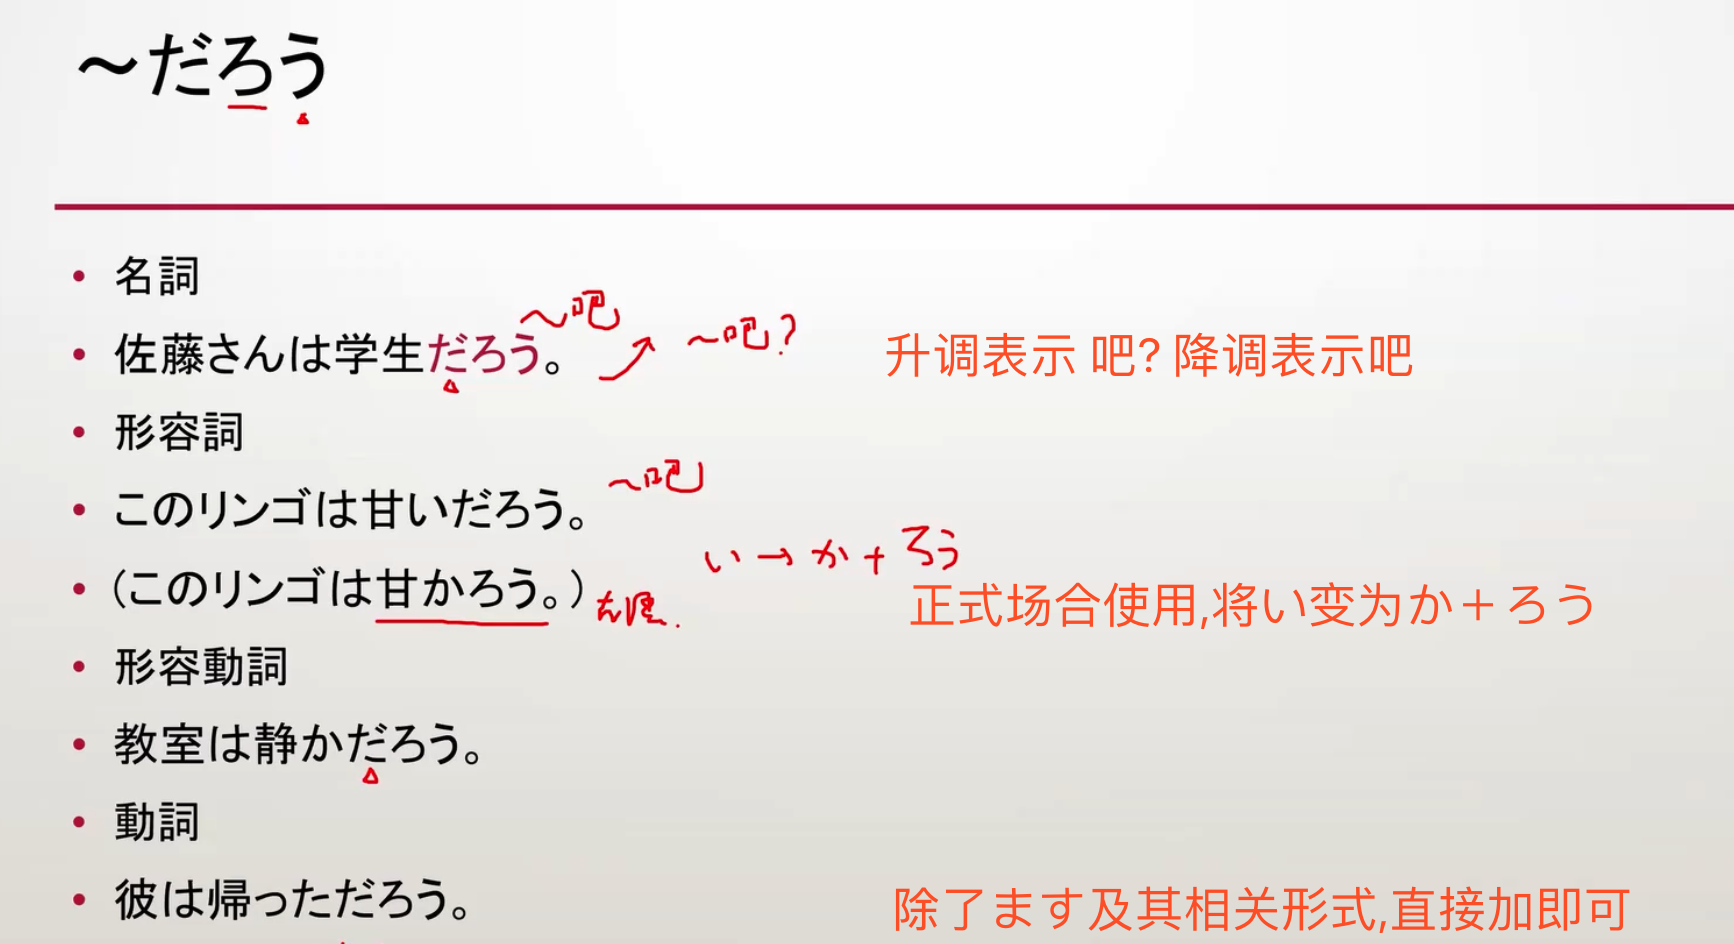 ～だろう
・名詞
～吧
・佐藤さんは学生だろう。 ～吧？ 升调表示 吧？降调表示吧
・形容詞
～吧
・このリンゴは甘いだろう。
い→か＋ろう
・（このリンゴは甘かろう。） 正式场合使用,将い变为か＋ろう
・形容動詞
・教室は静かだろう。
・動詞
・彼は帰っただろう。 除了ます及其相关形式,直接加即可